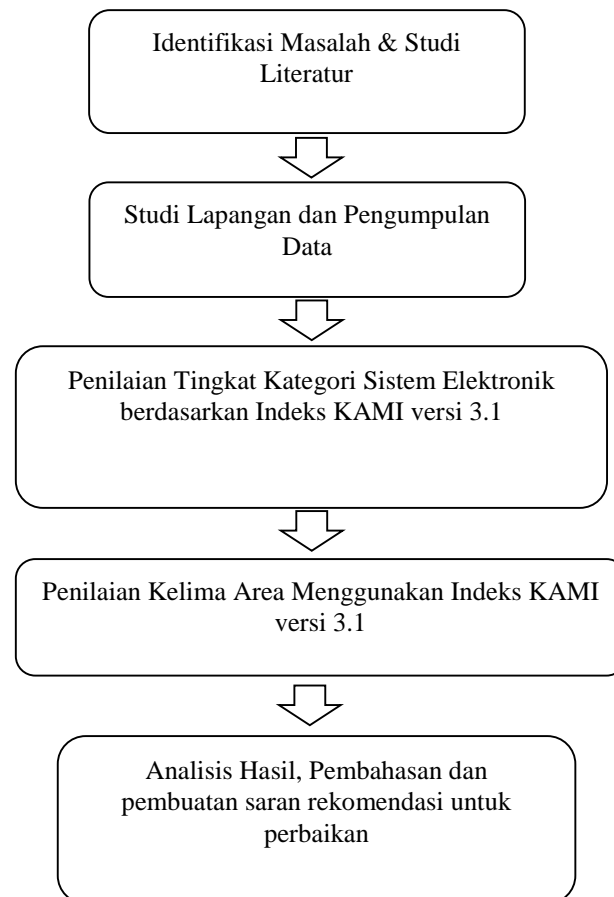 Identifikasi Masalah & Studi
Literatur
Studi Lapangan dan Pengumpulan
Data
Penilaian Tingkat Kategori Sistem Elektronik
berdasarkan Indeks KAMI versi 3.1
Penilaian Kelima Area Menggunakan Indeks KAMI
versi 3.1
Analisis Hasil, Pembahasan dan
pembuatan saran rekomendasi untuk
perbaikan